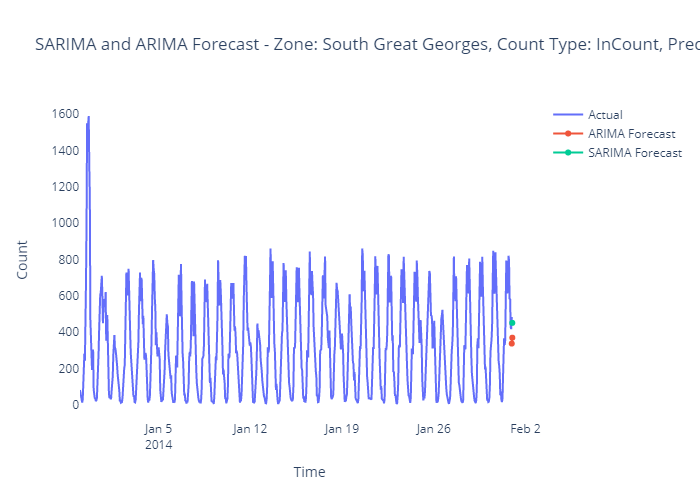 SARIMA and ARIMA Forecast - Zone: South Great Georges, Count Type: InCount, Prec
Actual
ARIMA Forecast
SARIMA Forecast
1600
1400
1200
1000
800
600
400
200
0
Count
Jan 5
2014
Jan 12
Jan 19
Jan 26
Feb 2
Time